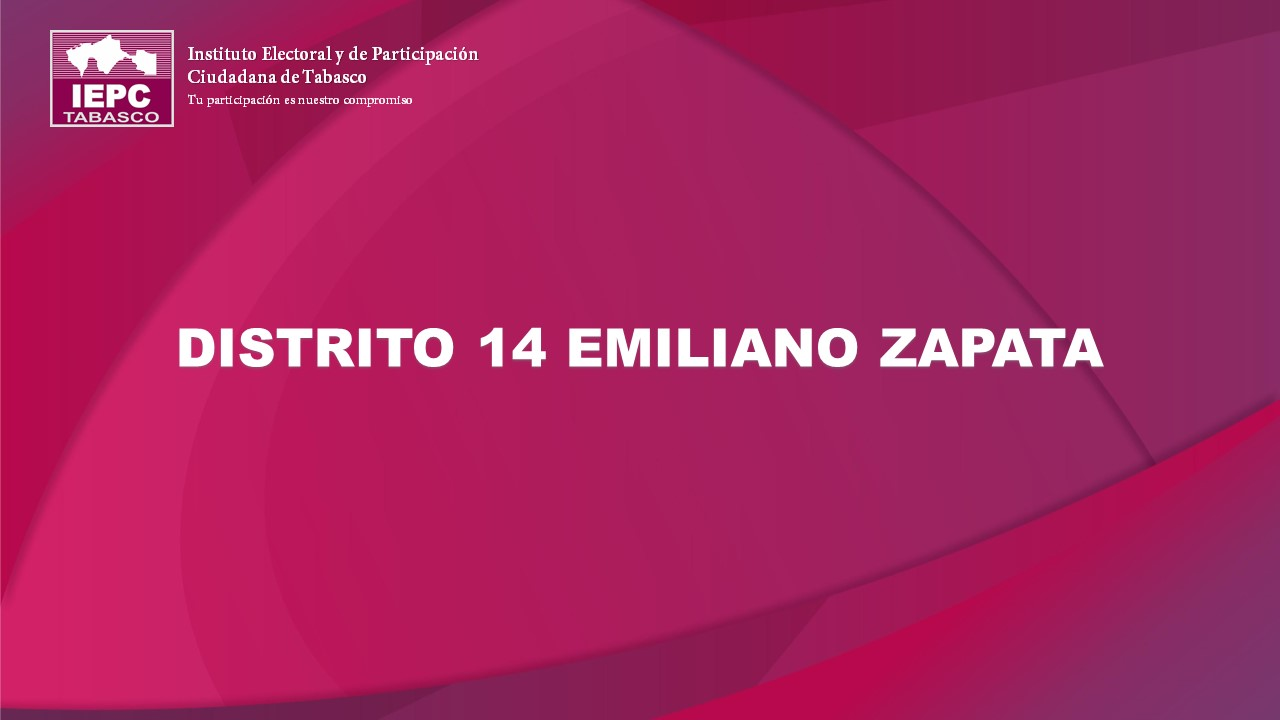 IEPC
TABASCO
Instituto Electoral y de Participación
Ciudadana de Tabasco
Tu participación es nuestro compromiso
DISTRITO 14 EMILIANO ZAPATA